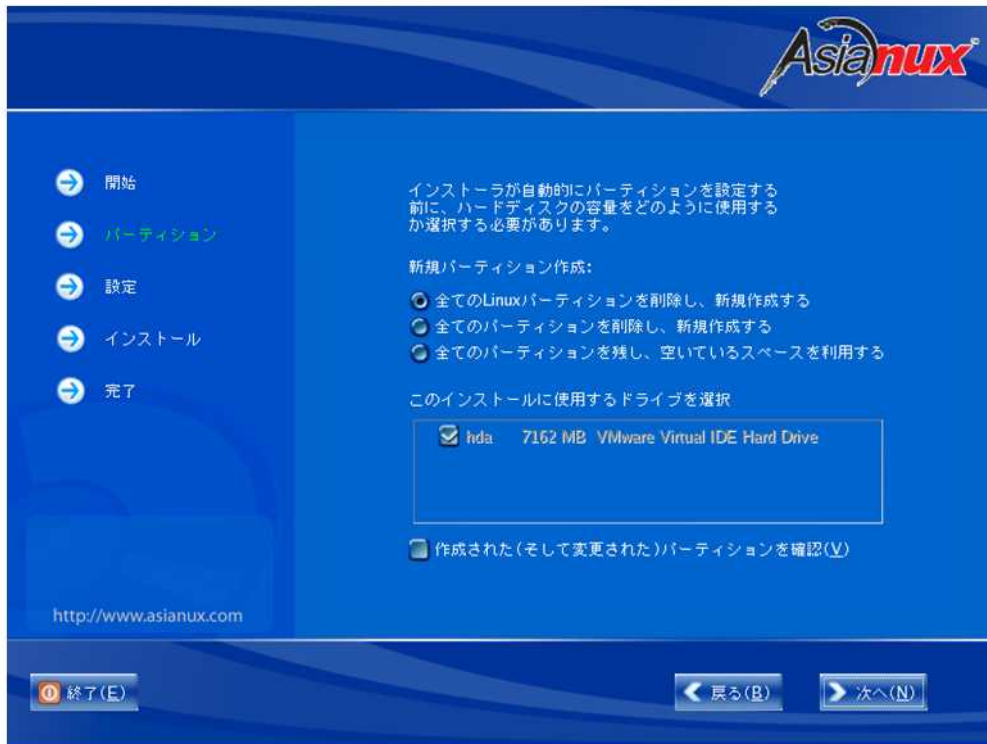 Asianux
開始
パーティション
設定
インストール
完了
http://www.asianux.com
インストーラが自動的にパーティションを設定する
前に、ハードディスクの容量をどのように使用する
か選択する必要があります。
新規パーティション作成:
全てのLinuxパーティションを削除し、新規作成する
全てのパーティションを削除し、新規作成する
全てのパーティションを残し、空いているスペースを利用する
このインストールに使用するドライブを選択
hda 7162 MB VMware Virtual IDE Hard Drive
作成された(そして変更された)パーティションを確認(V)
終了(E)
戻る(B)
次へ(N)